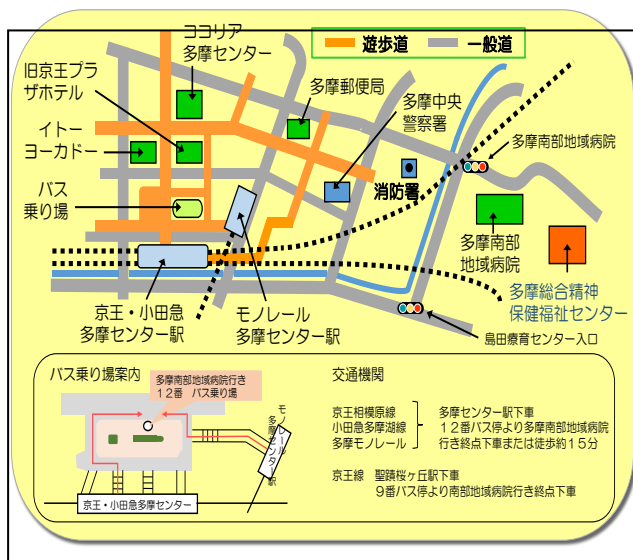 ヨコリア
多摩センター
遊歩道
一般道
旧京王プラ
ザホテル
多摩郵便局
多摩中央
警察署
イトー
ヨーカドー
多摩南部地域病院
消防署
バス
乗り場
多摩南部
地域病院
京王・小田急
多摩センター駅
モノレール
多摩センター駅
多摩総合精神
保健福祉センター
島田療育センター入口
バス乗り場案内
多摩南部地域病院行き
12番 バス乗り場
モノレール
多摩センター駅
京王・小田急多摩センター
交通機関
京王相模原線 多摩センター駅下車
小田急多摩湖線 12番バス停より多摩南部地域病院
多摩モノレール 行き終点下車または徒歩約15分
京王線 聖蹟桜ヶ丘駅下車
9番バス停より南部地域病院行き終点下車